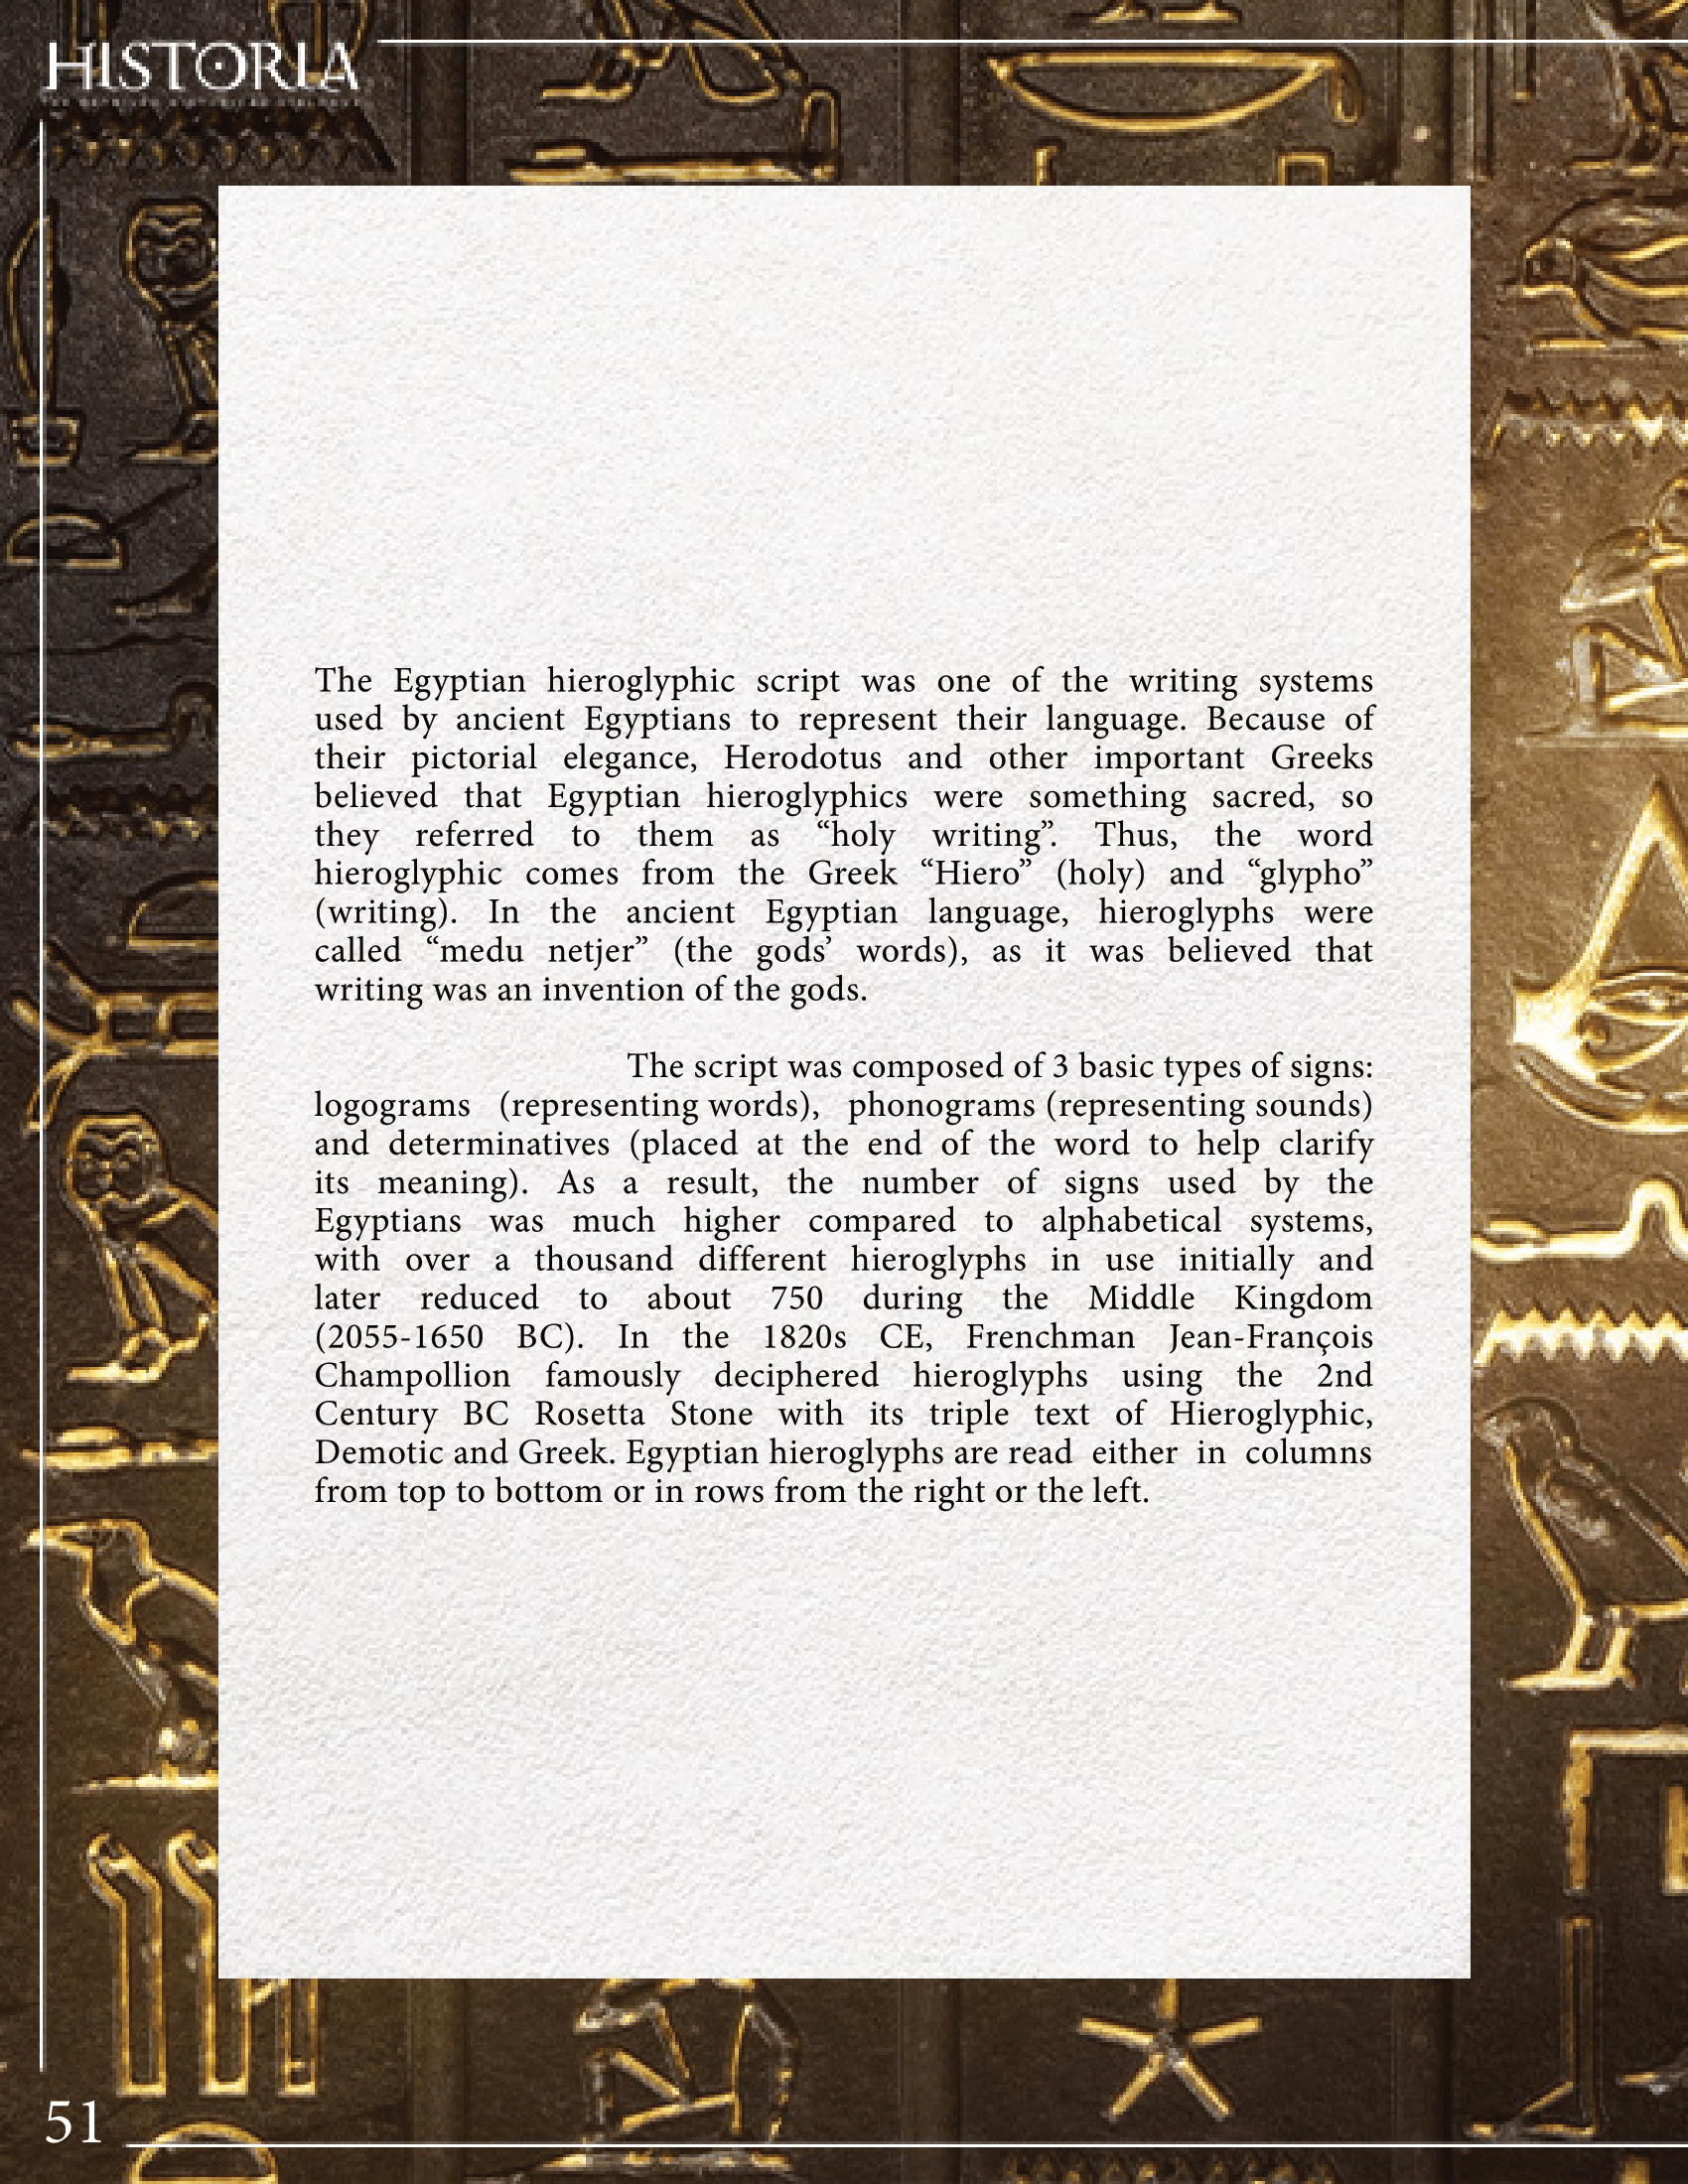 HISTORIA
The Egyptian hieroglyphic script was one of the writing systems
used by ancient Egyptians to represent their language. Because of
their pictorial elegance, Herodotus and other important Greeks
believed that Egyptian hieroglyphics were something sacred, so
they referred to them as “holy writing”. Thus, the word
hieroglyphic comes from the Greek “Hiero” (holy) and “glypho”
(writing). In the ancient Egyptian language, hieroglyphs were
called “medu netjer” (the gods’ words), as it was believed that
writing was an invention of the gods.
The script was composed of 3 basic types of signs:
logograms (representing words), phonograms (representing sounds)
and determinatives (placed at the end of the word to help clarify
its meaning). As a result, the number of signs used by the
Egyptians was much higher compared to alphabetical systems,
with over a thousand different hieroglyphs in use initially and
later reduced to about 750 during the Middle Kingdom
(2055-1650 BC). In the 1820s CE, Frenchman Jean-François
Champollion famously deciphered hieroglyphs using the 2nd
Century BC Rosetta Stone with its triple text of Hieroglyphic,
Demotic and Greek. Egyptian hieroglyphs are read either in columns
from top to bottom or in rows from the right or the left.
51